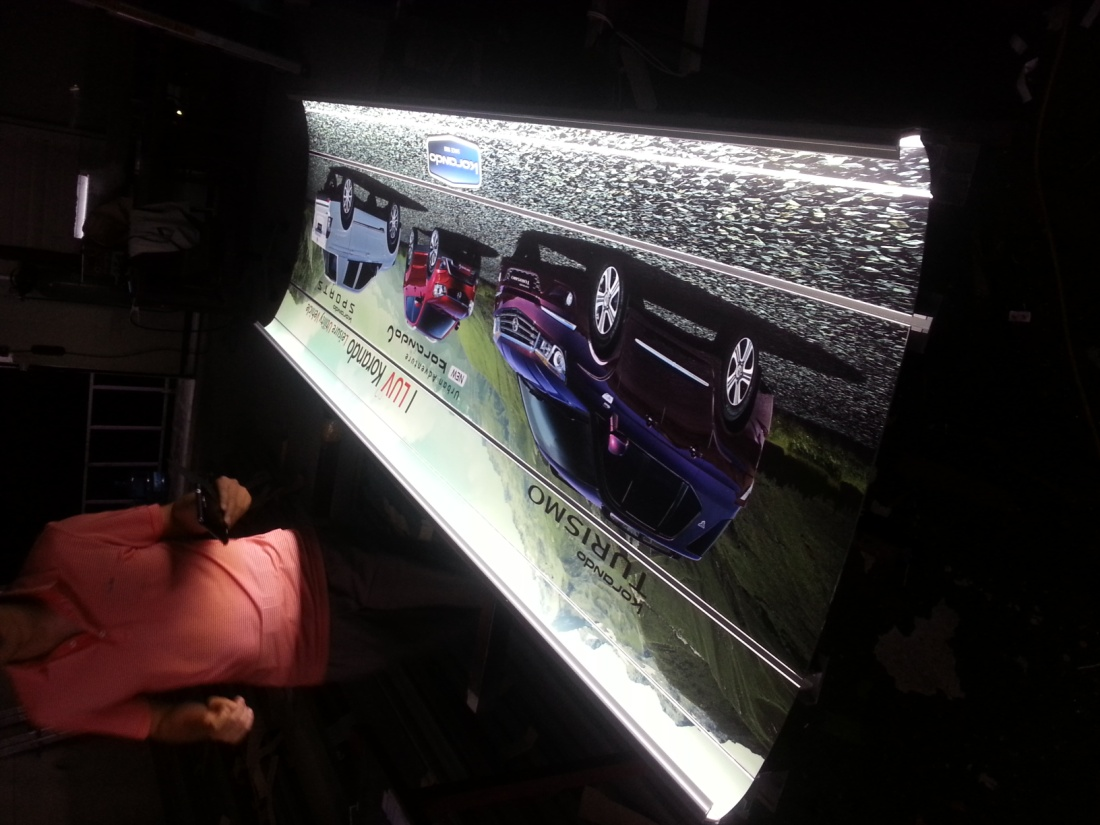 I LUV Korando Leisure utility vehicle
Korando
SPORTS
NEW
Urban Adventure
Korando C
Korando
TURISMO
Korando